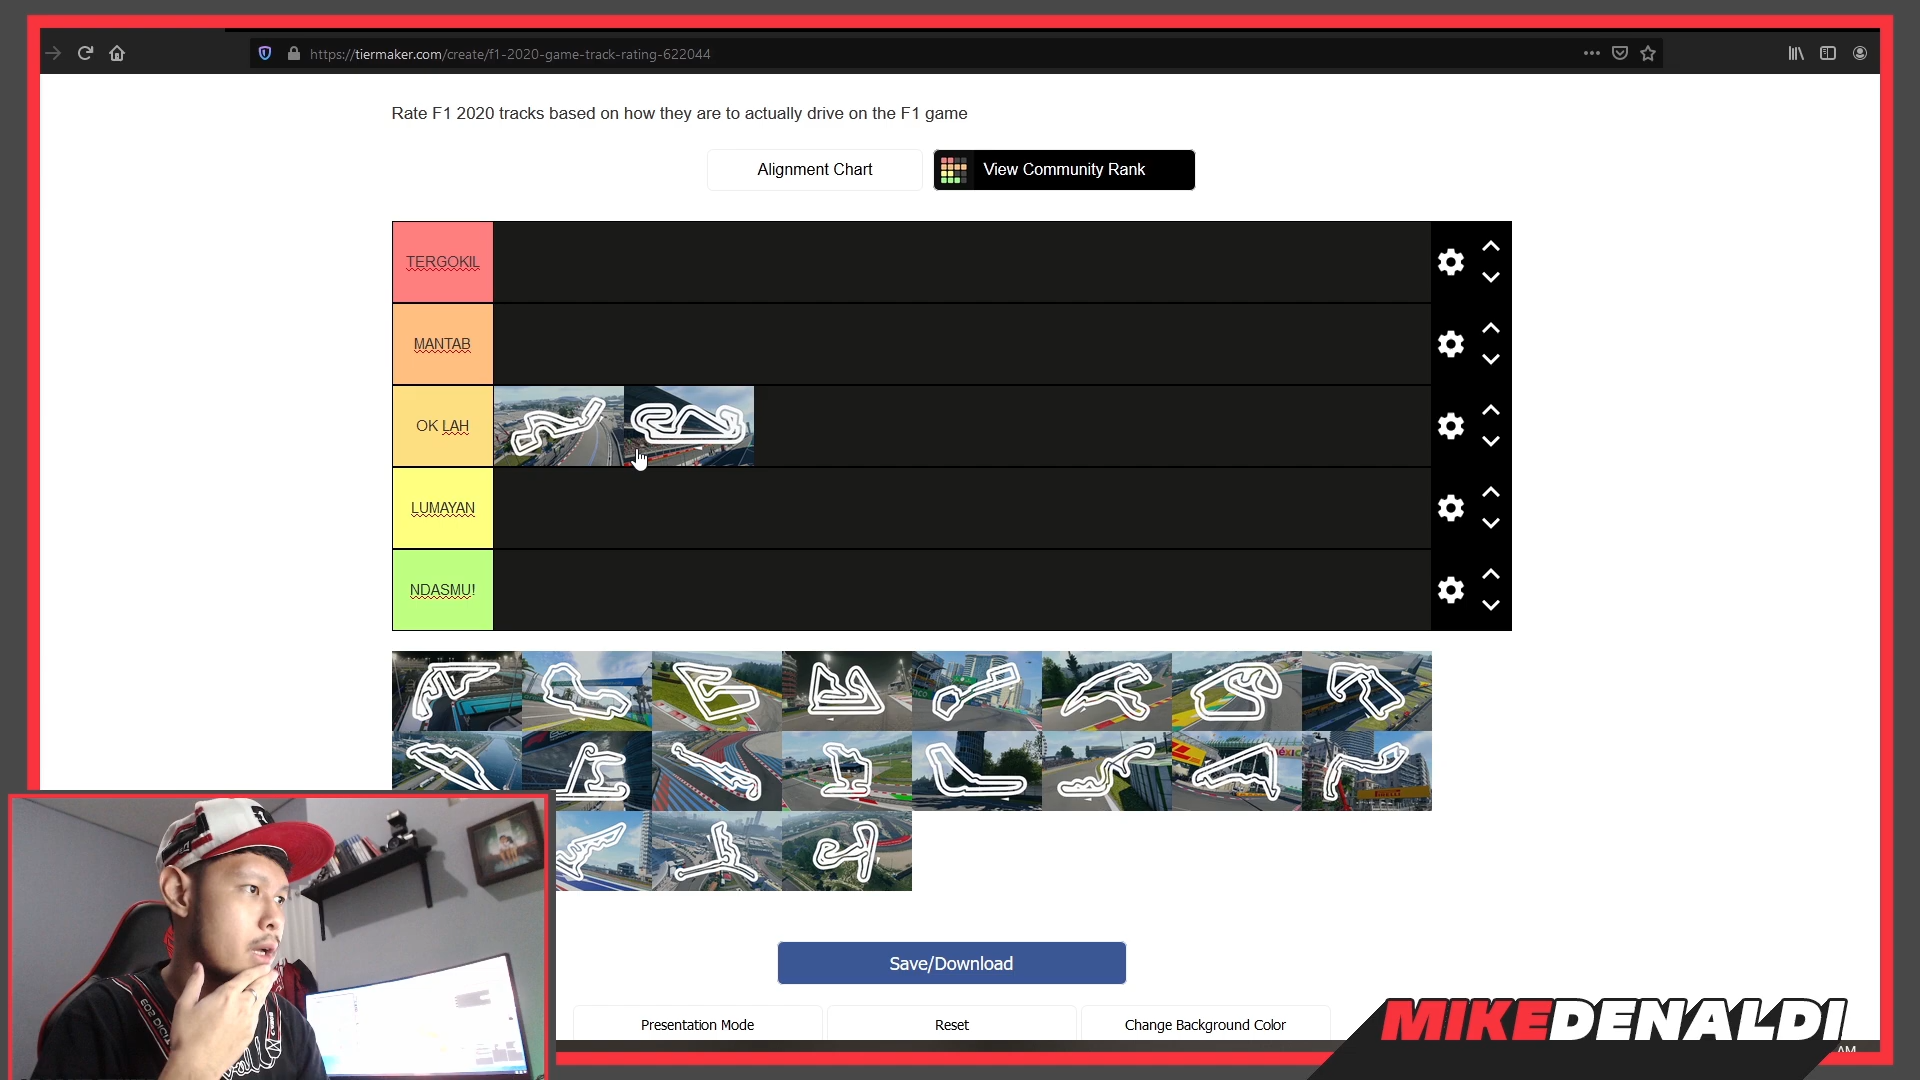 https://tiermaker.com/create/f1-2020-game-track-rating-622044
Rate F1 2020 tracks based on how they are to actually drive on the F1 game
Alignment Chart
View Community Rank
TERGOKIL
MANTAB
OK LAH
LUMAYAN
NDASMU!
Save/Download
Presentation Mode
Reset
Change Background Color
MIKEDENALDI
AM